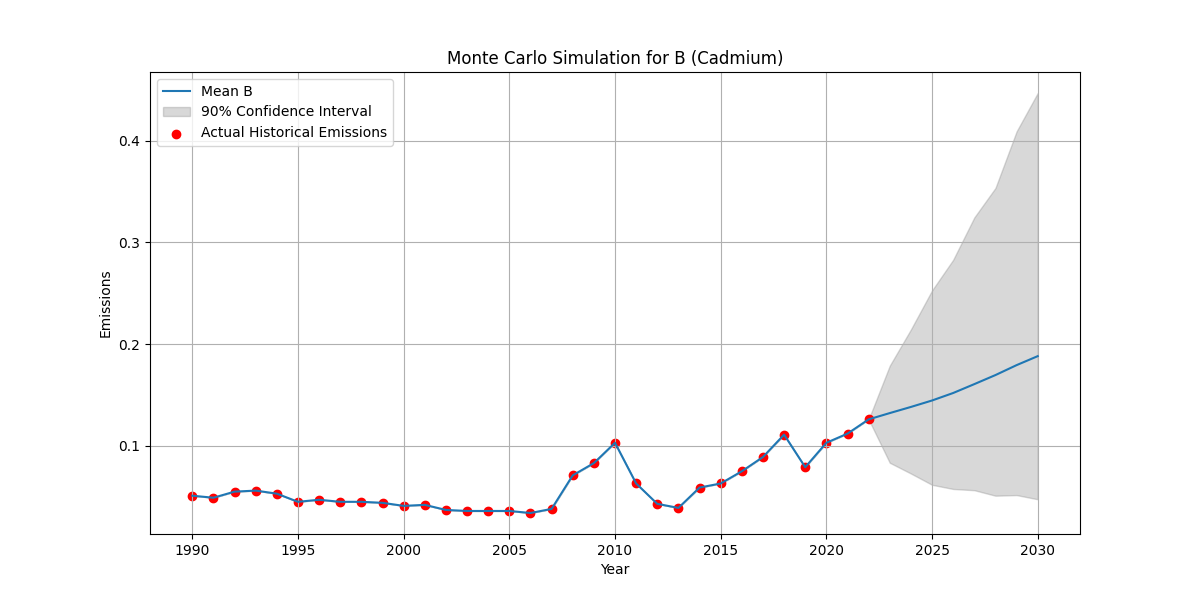 Monte Carlo Simulation for B (Cadmium)
Mean B
90% Confidence Interval
Actual Historical Emissions
Emissions
0.4
0.3
0.2
0.1
1990 1995 2000 2005 2010 2015 2020 2025 2030
Year